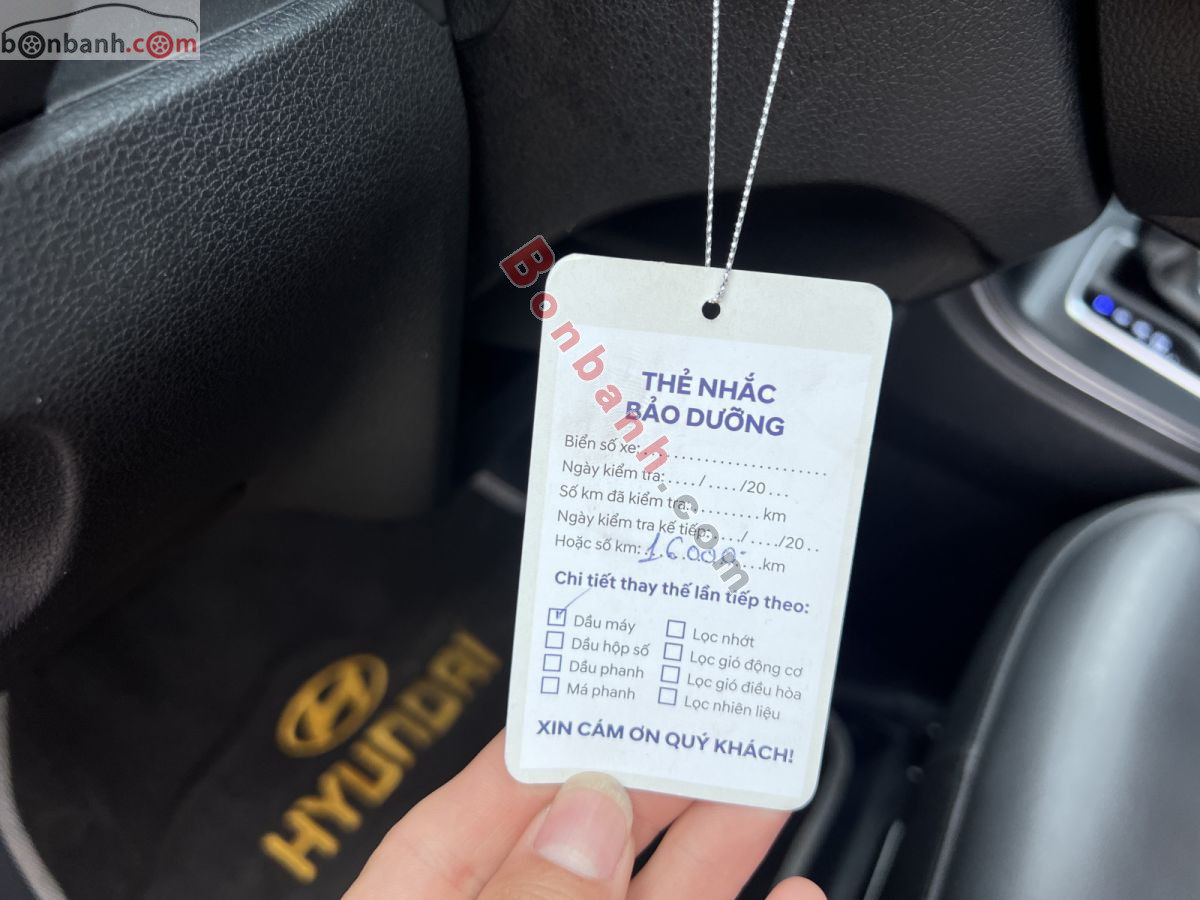 bonbanh.com
Bonbanh.com
THẺ NHẮC
BẢO DƯỠNG
Biển số xe: . . . . . . . . . . . . . . . . . . . . . . .
Ngày kiểm tra: . . . . / . . . . /20 . . .
Số km đã kiểm tra: . . . . . . . . . km
Ngày kiểm tra kế tiếp: . . . ./ . . . ./20 . .
Hoặc số km: 16.000 km
Chi tiết thay thế lần tiếp theo:
Dầu máy
Dầu hộp số
Dầu phanh
Má phanh
Lọc nhớt
Lọc gió động cơ
Lọc gió điều hòa
Lọc nhiên liệu
XIN CÁM ƠN QUÝ KHÁCH!
HYUNDAI